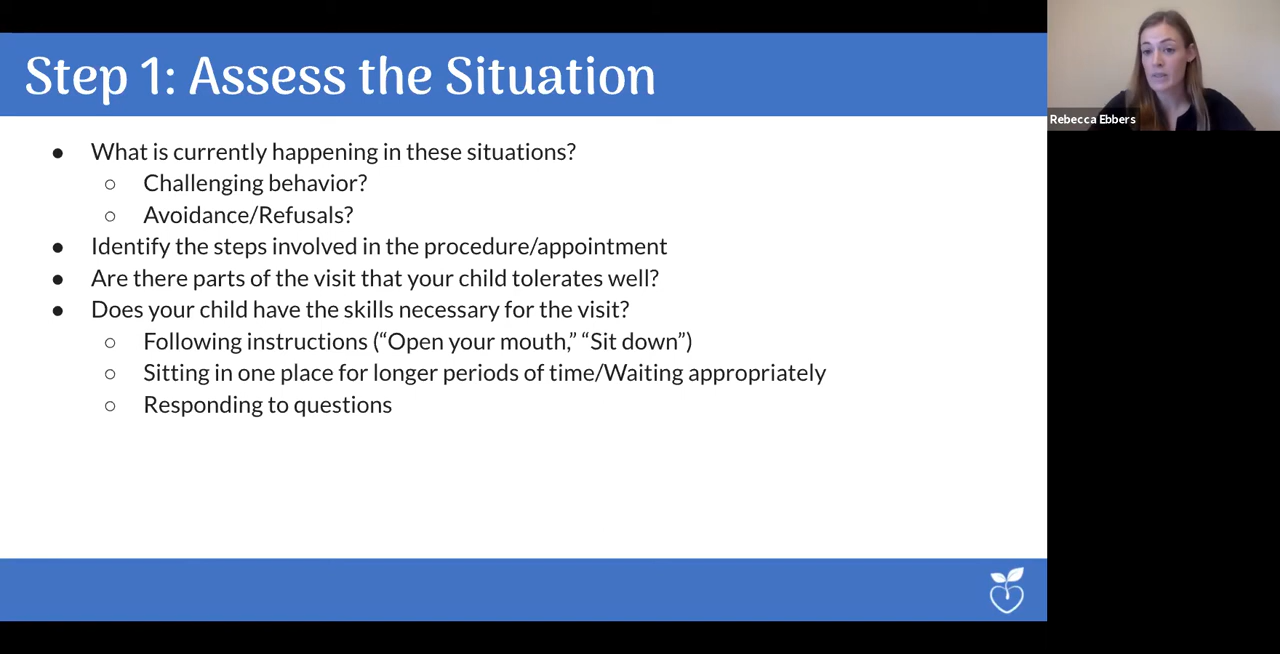 Step 1: Assess the Situation
Rebecca Ebbers
● What is currently happening in these situations?
○ Challenging behavior?
○ Avoidance/Refusals?
● Identify the steps involved in the procedure/appointment
● Are there parts of the visit that your child tolerates well?
● Does your child have the skills necessary for the visit?
○ Following instructions (“Open your mouth,” “Sit down”)
○ Sitting in one place for longer periods of time/Waiting appropriately
○ Responding to questions